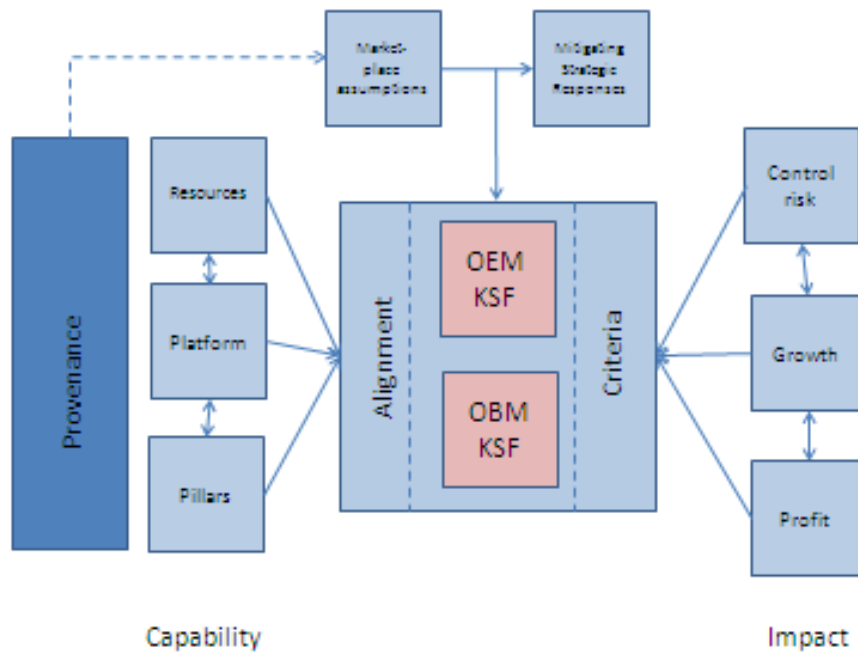 Market-
place
assumptions
Mitigating
Strategic
Responses
Provenance
Resources
Platform
Pillars
Alignment
OEM
KSF
OBM
KSF
Criteria
Control
risk
Growth
Profit
Capability
Impact